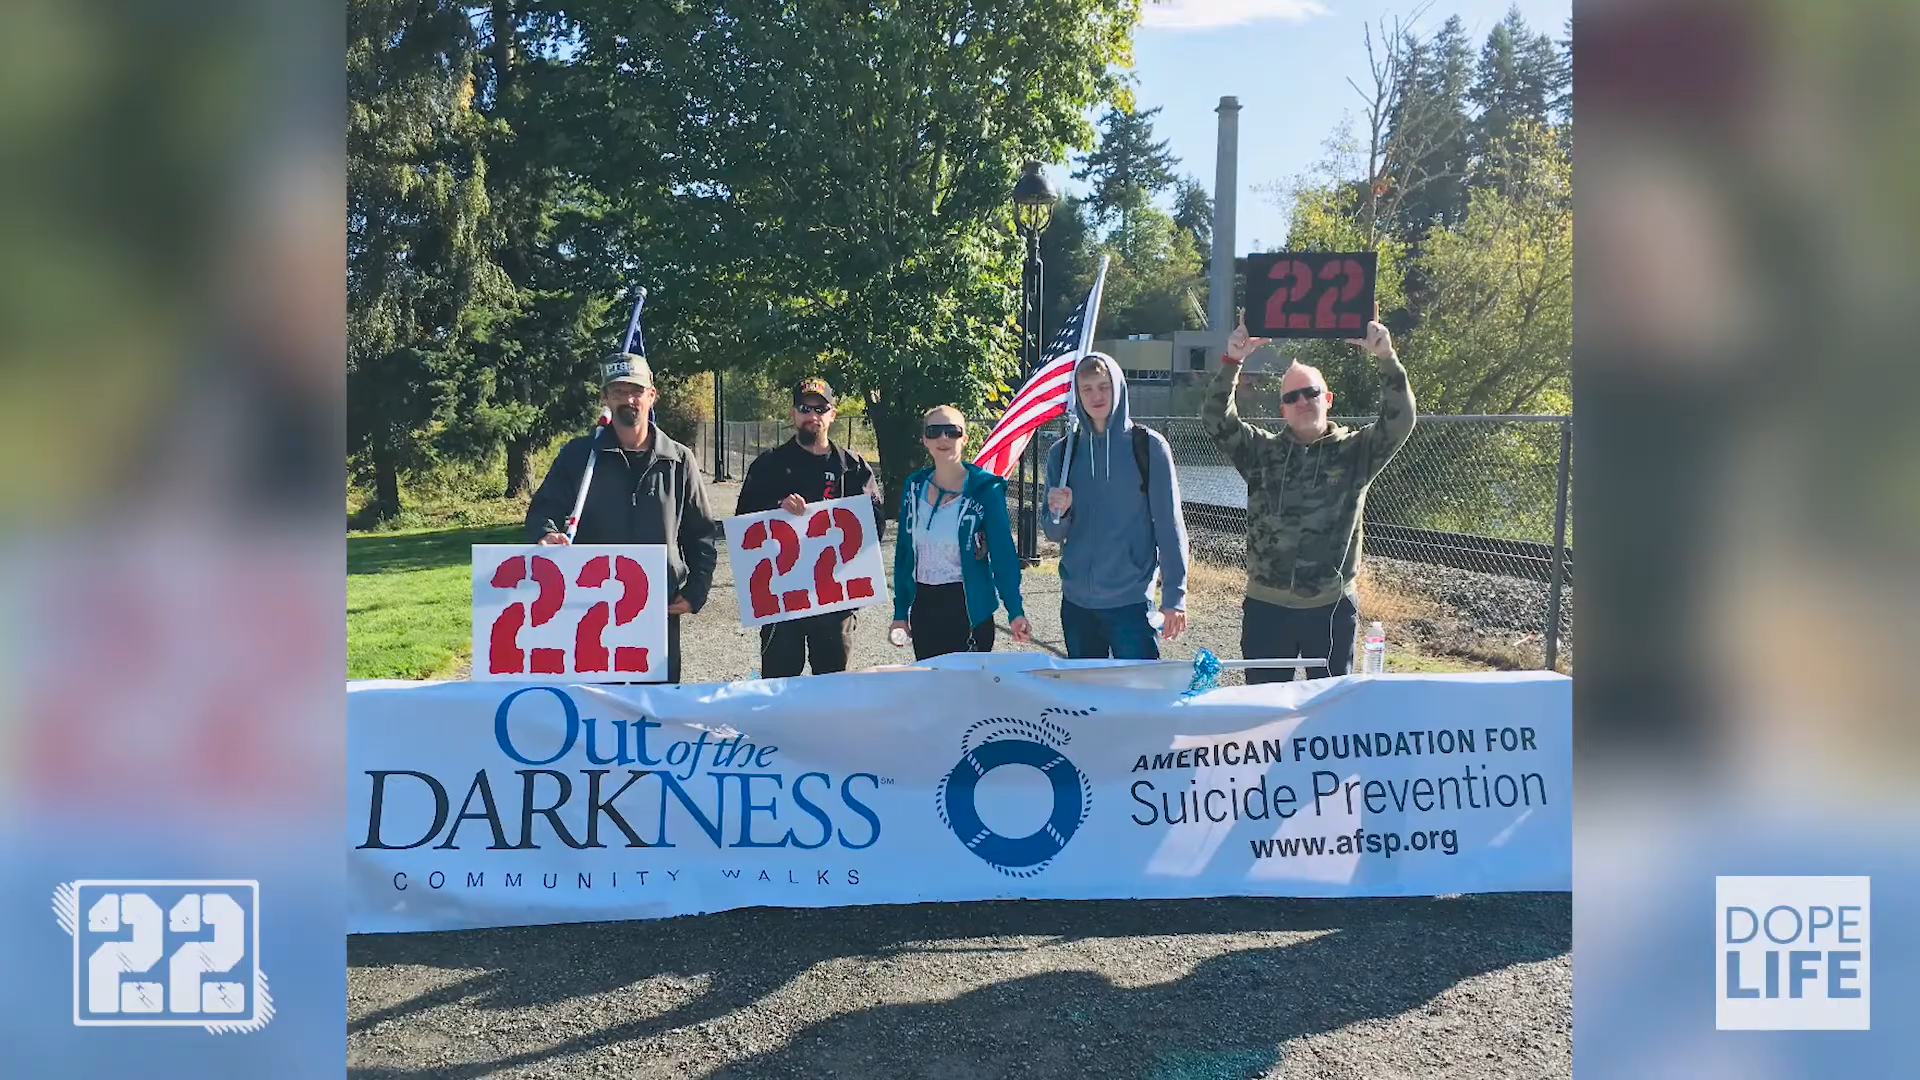 22
22
22
Out of the
DARKNESS℠
COMMUNITY WALKS
AMERICAN FOUNDATION FOR
Suicide Prevention
www.afsp.org
22
DOPE
LIFE